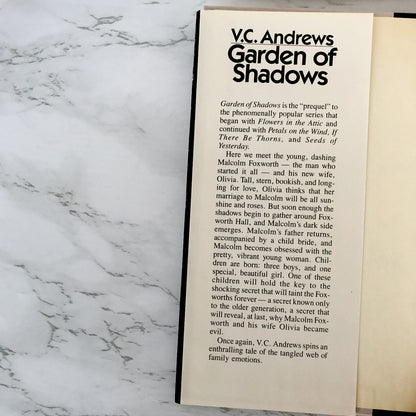 V.C. Andrews
Garden of
Shadows
Garden of Shadows is the “prequel” to
the phenomenally popular series that
began with Flowers in the Attic and
continued with Petals on the Wind, If
There Be Thorns, and Seeds of
Yesterday.
Here we meet the young, dashing
Malcolm Foxworth — the man who
started it all — and his new wife,
Olivia. Tall, stern, bookish, and long-
ing for love, Olivia thinks that her
marriage to Malcolm will be all sun-
shine and roses. But soon enough the
shadows begin to gather around Fox-
worth Hall, and Malcolm's dark side
emerges. Malcolm's father returns,
accompanied by a child bride, and
Malcolm becomes obsessed with the
pretty, vibrant young woman. Chil-
dren are born: three boys, and one
special, beautiful girl. One of these
children will hold the key to the
shocking secret that will taint the Fox-
worths forever — a secret known only
to the older generation, a secret that
will reveal, at last, why Malcolm Fox-
worth and his wife Olivia became
evil.
Once again, V.C. Andrews spins an
enthralling tale of the tangled web of
family emotions.